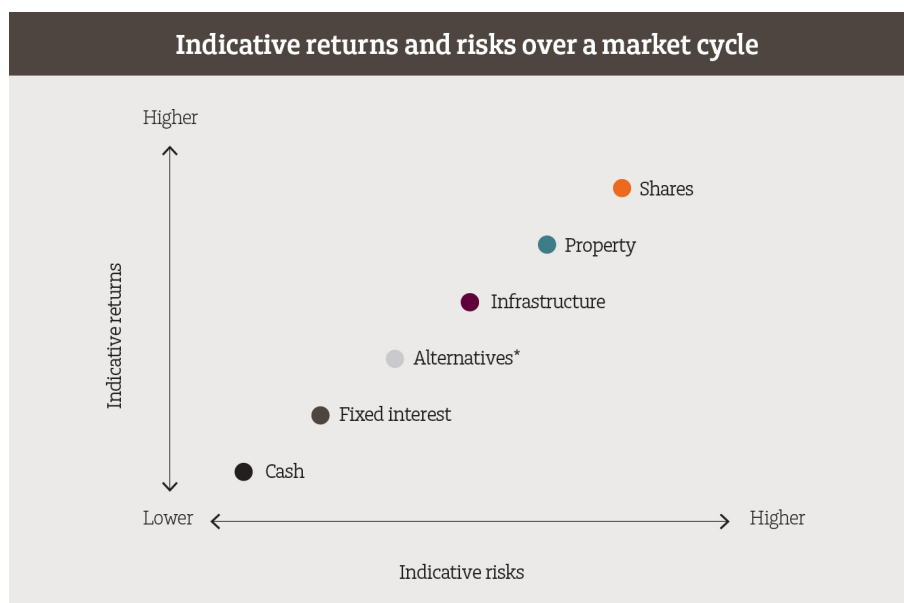 Indicative returns and risks over a market cycle
Higher
Shares
Property
Indicative returns
Infrastructure
Alternatives*
Fixed interest
Cash
Lower
Higher
Indicative risks